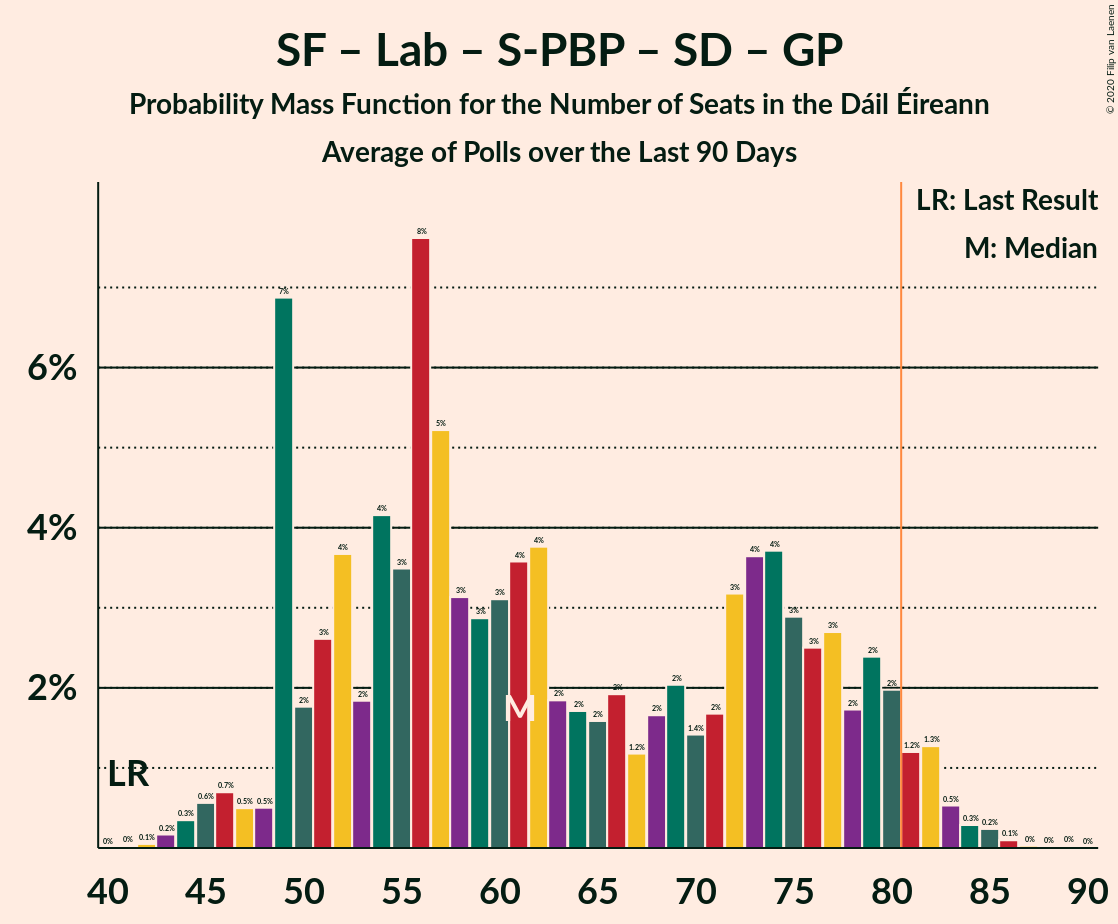 SF – Lab – S-PBP – SD – GP
Probability Mass Function for the Number of Seats in the Dáil Éireann
Average of Polls over the Last 90 Days
© 2020 Filip van Laenen
LR: Last Result
M: Median
6%
4%
2%
0% 0% 0.1% 0.2% 0.3% 0.6% 0.7% 0.5% 0.5% 7% 2% 3% 4% 2% 4% 3% 8% 5% 3% 3% 3% 4% 4% 2% 2% 2% 2% 1.2% 2% 2% 1.4% 2% 3% 4% 4% 3% 3% 3% 2% 2% 2% 1.2% 1.3% 0.5% 0.3% 0.2% 0.1% 0% 0% 0% 0%
M
LR
40 45 50 55 60 65 70 75 80 85 90